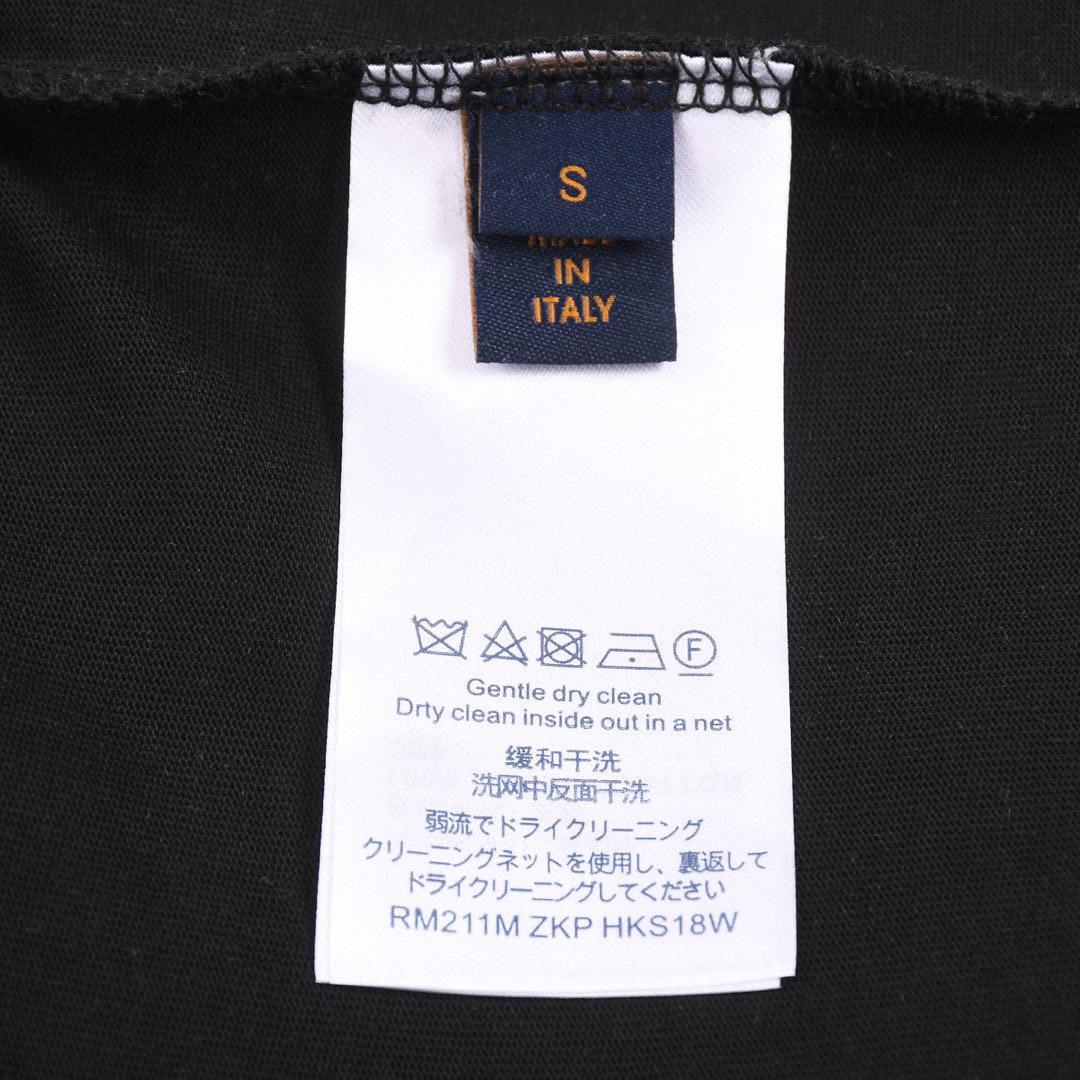 S
MADE
IN
ITALY
F
Gentle dry clean
Drty clean inside out in a net
缓和干洗
洗网中反面干洗
弱流でドライクリーニング
クリーニングネットを使用し、裏返して
ドライクリーニングしてください
RM211M ZKP HKS18W